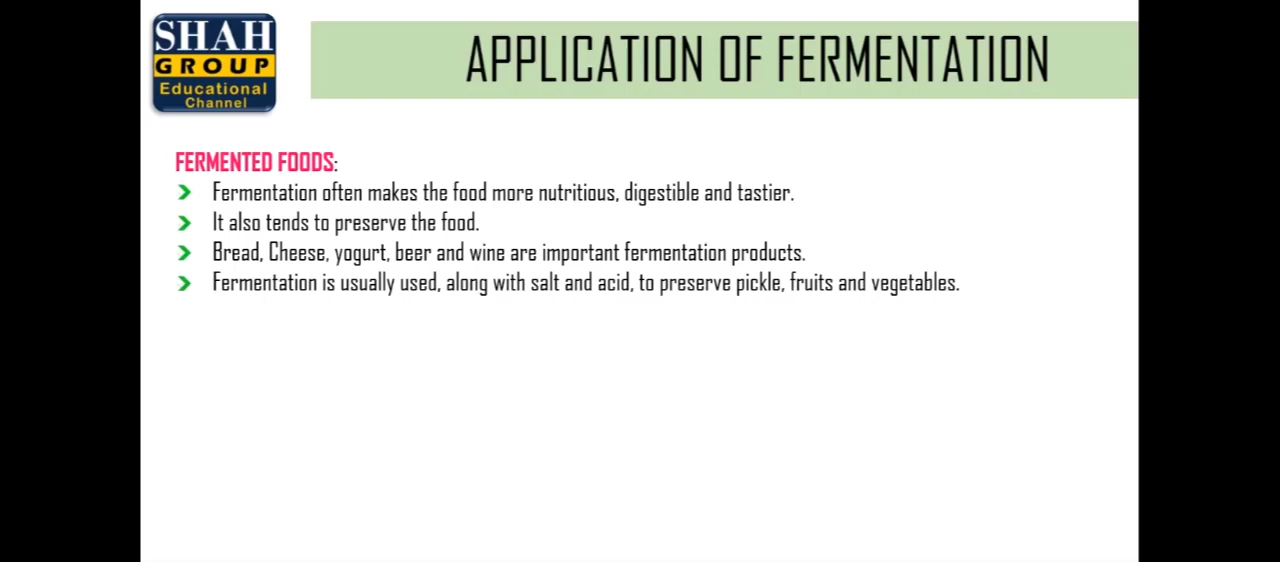 SHAH
GROUP
Educational
Channel
APPLICATION OF FERMENTATION
FERMENTED FOODS:
Fermentation often makes the food more nutritious, digestible and tastier.
It also tends to preserve the food.
Bread, Cheese, yogurt, beer and wine are important fermentation products.
Fermentation is usually used, along with salt and acid, to preserve pickle, fruits and vegetables.